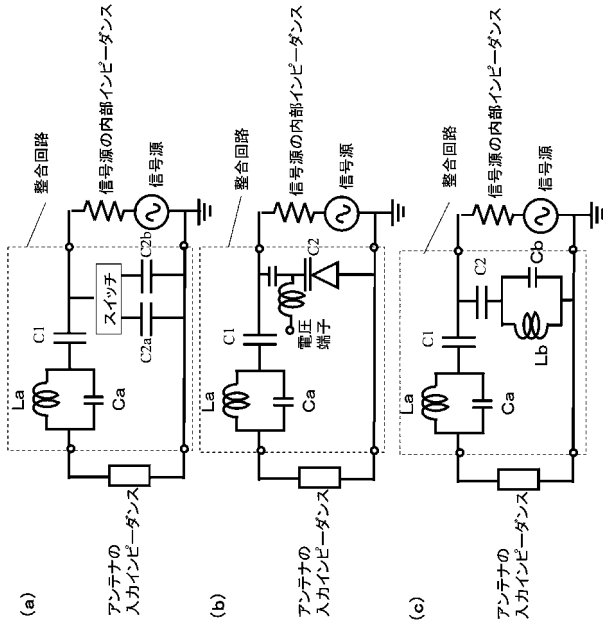 (a)
整合回路
La
Ca
C1
スイッチ
C2a
C2b
信号源の内部インピーダンス
信号源
アンテナの
入力インピーダンス
(b)
整合回路
La
Ca
C1
電圧
端子
C2
信号源の内部インピーダンス
信号源
アンテナの
入力インピーダンス
(c)
整合回路
La
Ca
C1
C2
Lb
Cb
信号源の内部インピーダンス
信号源
アンテナの
入力インピーダンス